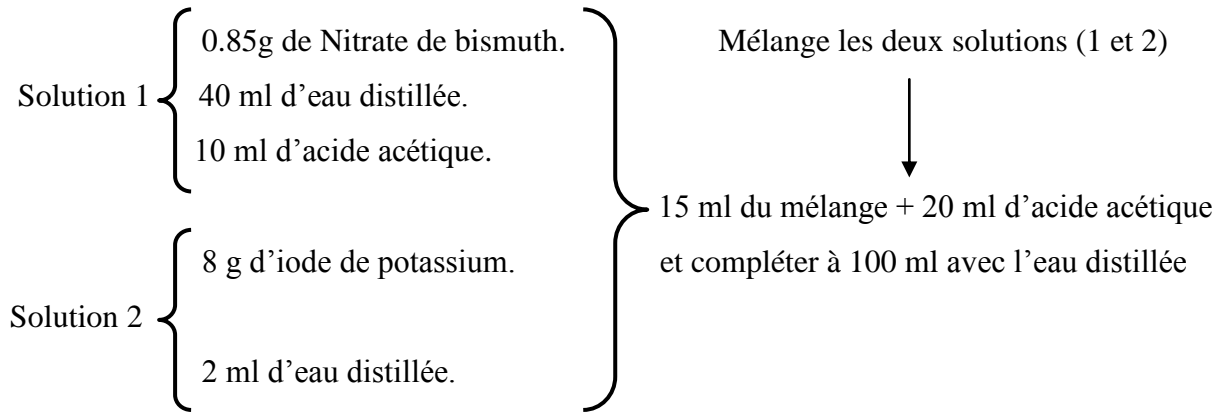 Solution 1
0.85g de Nitrate de bismuth.
40 ml d’eau distillée.
10 ml d’acide acétique.
Solution 2
8 g d’iode de potassium.
2 ml d’eau distillée.
Mélange les deux solutions (1 et 2)
15 ml du mélange + 20 ml d’acide acétique
et compléter à 100 ml avec l’eau distillée